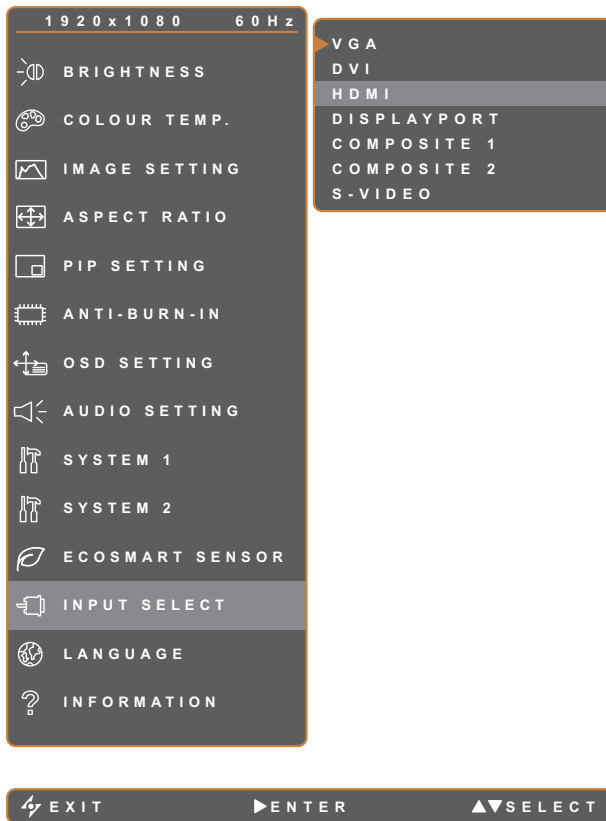 1920x1080 60Hz
BRIGHTNESS
COLOUR TEMP.
IMAGE SETTING
ASPECT RATIO
PIP SETTING
ANTI-BURN-IN
OSD SETTING
AUDIO SETTING
SYSTEM 1
SYSTEM 2
ECOSMART SENSOR
INPUT SELECT
LANGUAGE
INFORMATION
VGA
DVI
HDMI
DISPLAYPORT
COMPOSITE 1
COMPOSITE 2
S-VIDEO
EXIT ENTER SELECT